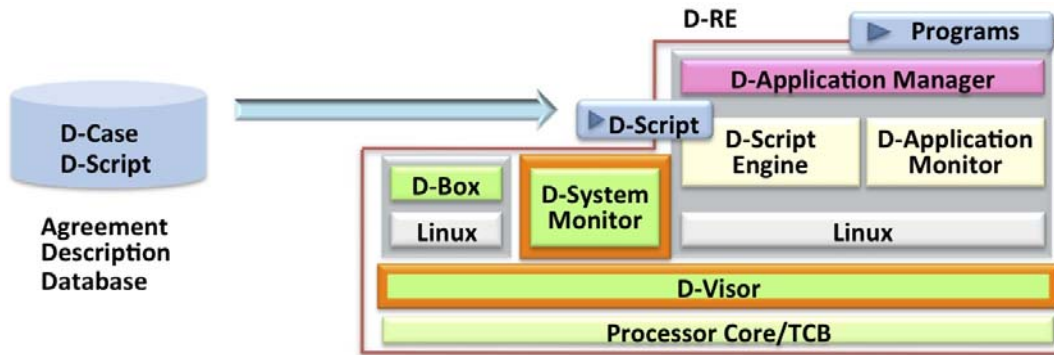 D-RE
Programs
D-Application Manager
D-Case
D-Script
D-Script
D-Script
Engine
D-Application
Monitor
D-Box
D-System
Monitor
Linux
Linux
Agreement
Description
Database
D-Visor
Processor Core/TCB